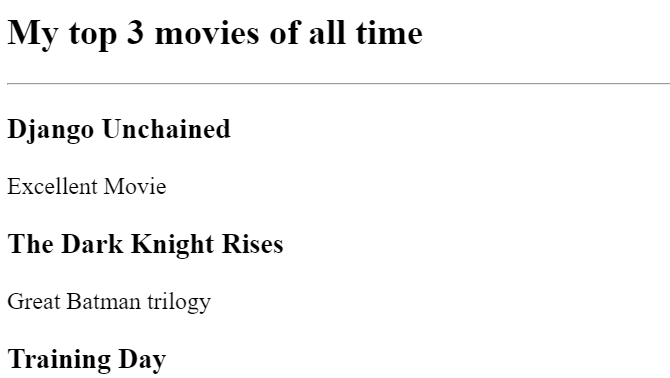 My top 3 movies of all time
Django Unchained
Excellent Movie
The Dark Knight Rises
Great Batman trilogy
Training Day